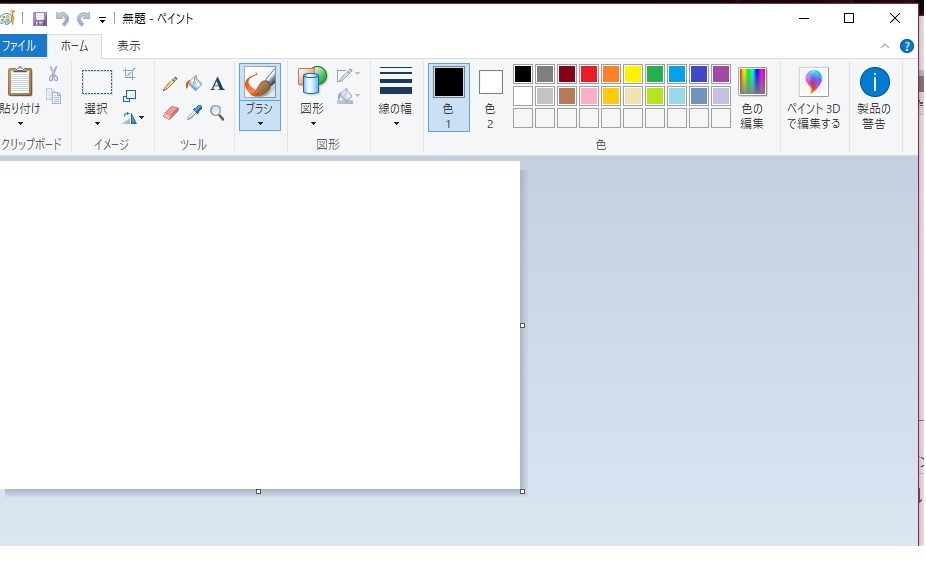 無題 - ペイント
ファイル ホーム 表示
貼り付け
選択
A
ブラシ
図形
線の幅
色
1
色
2
色の
編集
ペイント 3D
で編集する
i
製品の
警告
クリップボード イメージ ツール 図形 色
?